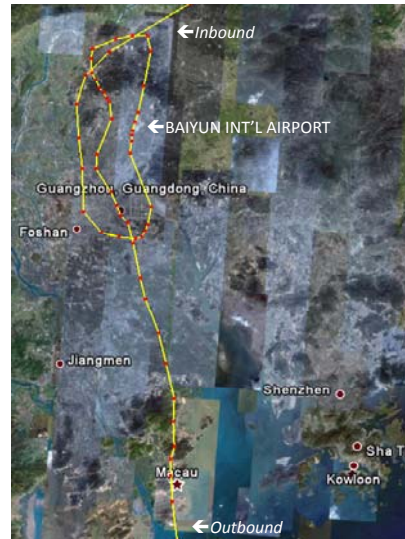 ←Inbound
←BAIYUN INT'L AIRPORT
Guangzhou, Guangdong, China
Foshan
Jiangmen
Shenzhen
Sha T
Kowloon
Macau
←Outbound